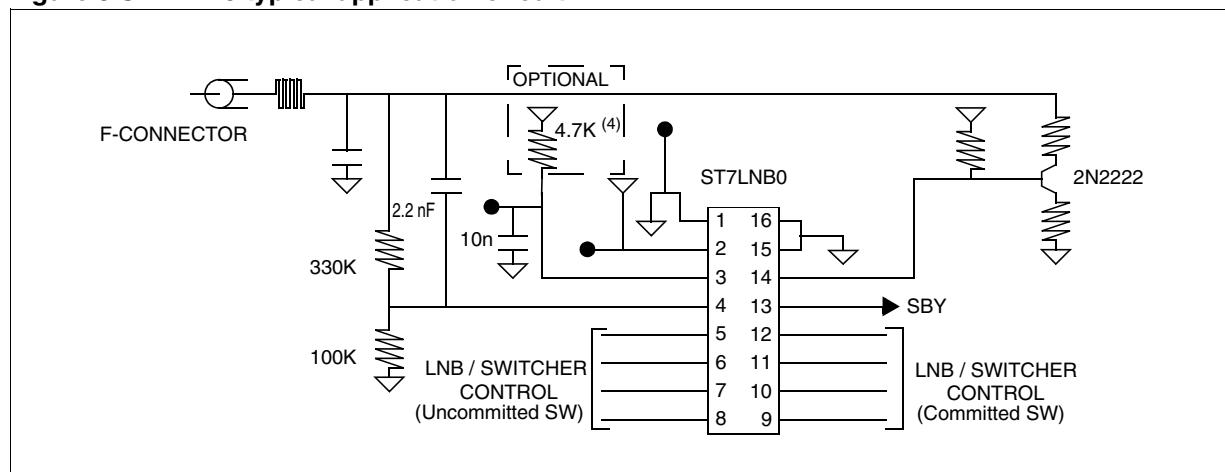 OPTIONAL
F-CONNECTOR
4.7K (4)
ST7LNB0
2N2222
2.2 nF
10n
330K
100K
1 16
2 15
3 14
4 13
5 12
6 11
7 10
8 9
SBY
LNB / SWITCHER
CONTROL
(Uncommitted SW)
LNB / SWITCHER
CONTROL
(Committed SW)